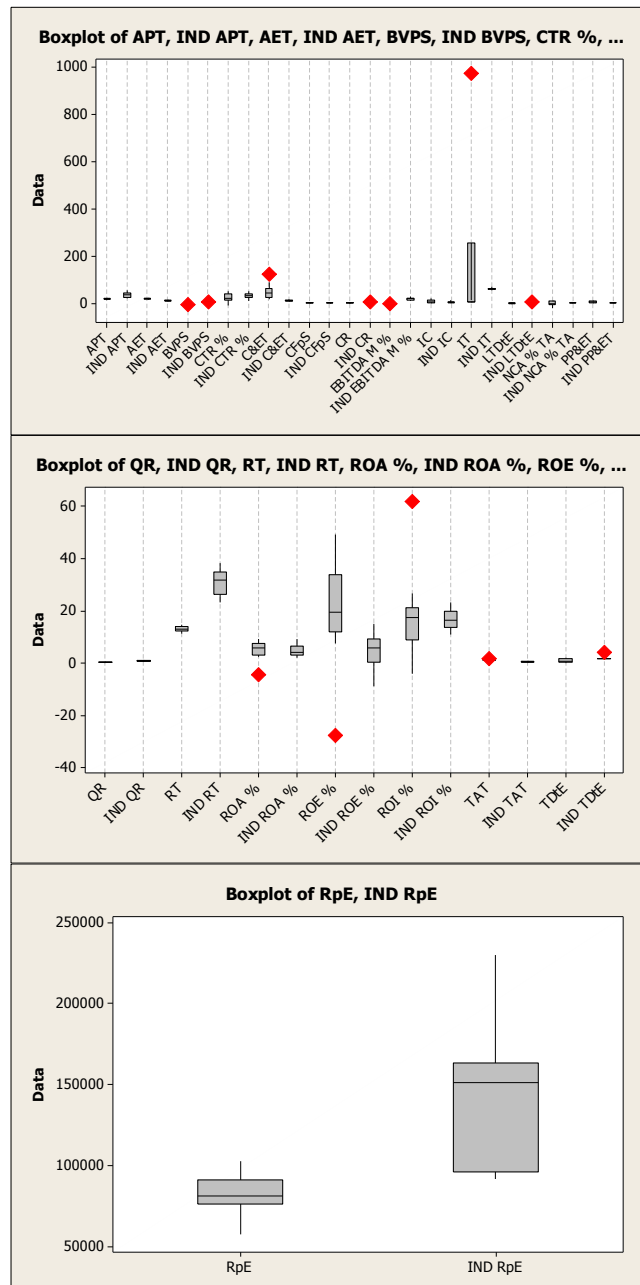 Boxplot of APT, IND APT, AET, IND AET, BVPS, IND BVPS, CTR %, ...
1000
800
600
400
200
0
Data
APT
IND APT
AET
IND AET
BVPS
IND BVPS
CTR %
IND CTR %
C&ET
IND C&ET
CFpS
IND CFpS
CR
IND CR
EBITDA M %
IND EBITDA M %
IC
IND IC
IT
IND IT
LTDtE
IND LTDtE
NCA % TA
IND NCA % TA
PP&ET
IND PP&ET
Boxplot of QR, IND QR, RT, IND RT, ROA %, IND ROA %, ROE %, ...
60
40
20
0
-20
-40
Data
QR
IND QR
RT
IND RT
ROA %
IND ROA %
ROE %
IND ROE %
ROI %
IND ROI %
TAT
IND TAT
TDtE
IND TDtE
Boxplot of RpE, IND RpE
250000
200000
150000
100000
50000
Data
RpE
IND RpE